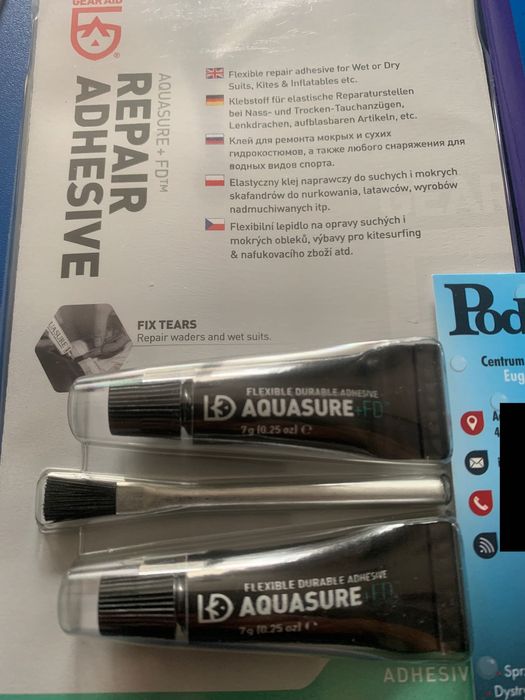 GEAR AID
AQUASURE+ FD™
REPAIR
ADHESIVE
Flexible repair adhesive for Wet or Dry
Suits, Kites & Inflatables etc.
Klebstoff für elastische Reparaturstellen
bei Nass- und Trocken-Tauchanzügen,
Lenkdrachen, aufblasbaren Artikeln, etc.
Клей для ремонта мокрых и сухих
гидрокостюмов, а также любого снаряжения для
водных видов спорта.
Elastyczny klej naprawczy do suchych i mokrych
skafandrów do nurkowania, latawców, wyrobów
nadmuchiwanych itp.
Flexibilní lepidlo na opravy suchých i
mokrých obleků, výbavy pro kitesurfing
& nafukovacího zboží atd.
FIX TEARS
Repair waders and wet suits.
FLEXIBLE DURABLE ADHESIVE
AQUASURE+FD
7g (0.25 oz) C€
FLEXIBLE DURABLE ADHESIVE
AQUASURE+FD
7g (0.25 oz)
ADHESIV
Pod
Centrum
Eug
Spr
Dystr